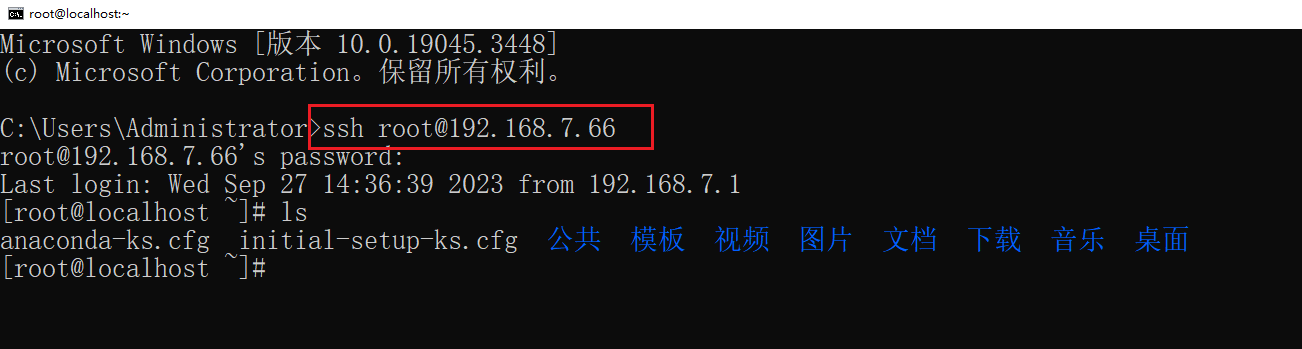 root@localhost:~
Microsoft Windows [版本 10.0.19045.3448]
(c) Microsoft Corporation。保留所有权利。
C:\Users\Administrator>ssh root@192.168.7.66
root@192.168.7.66's password:
Last login: Wed Sep 27 14:36:39 2023 from 192.168.7.1
[root@localhost ~]# ls
anaconda-ks.cfg  initial-setup-ks.cfg  公共  模板  视频  图片  文档  下载  音乐  桌面
[root@localhost ~]#